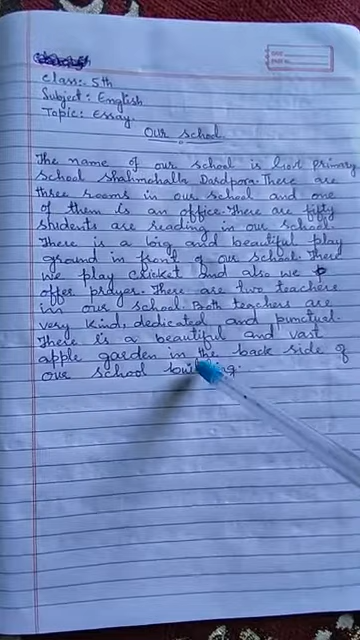 Class: 5th
Subject: English
Topic: Essay
Our school
The name of our school is Govt primary
school Shahmohalla Dardpora. There are
three rooms in our school and one
of them is an office. There are fifty
students are reading in our school.
There is a big and beautiful play
ground in front of our school. There
we play cricket and also we
offer prayer. There are two teachers
in our school. Both teachers are
very kind, dedicated and punctual.
There is a beautiful and vast
apple garden in the back side of
our school building.